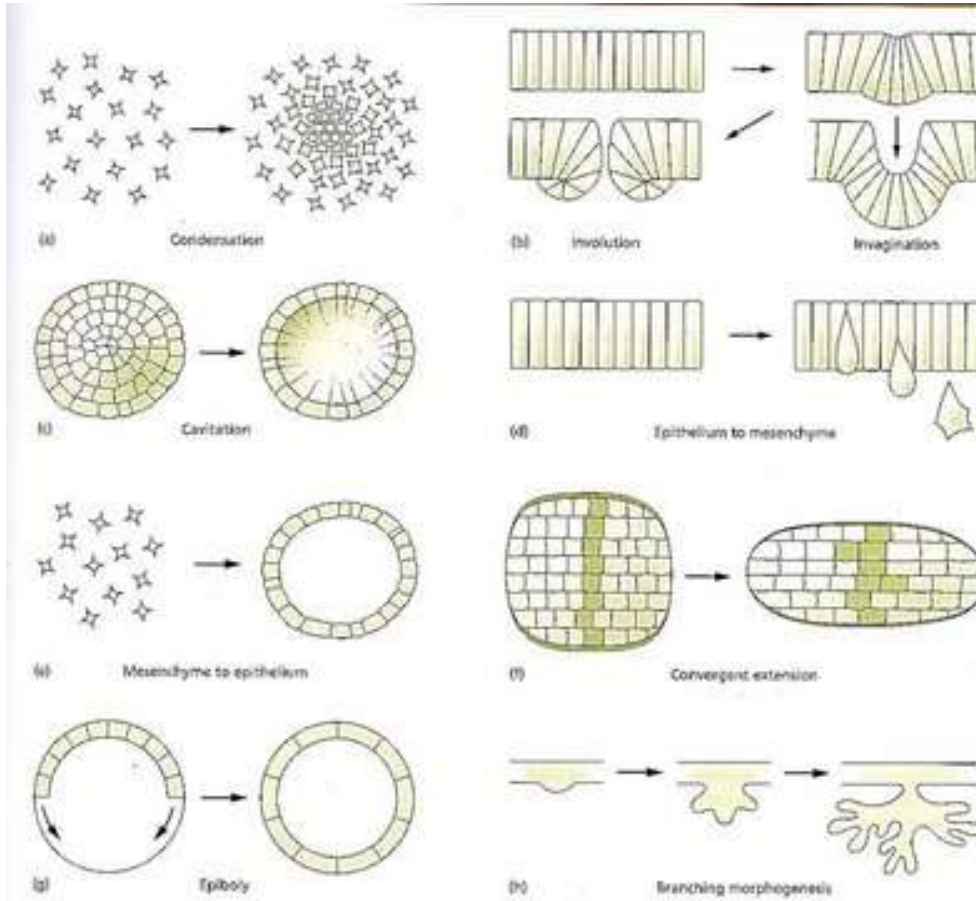 (a) Condensation
(b) Involution Invagination
(c) Cavitation
(d) Epithelium to mesenchyme
(e) Mesenchyme to epithelium
(f) Convergent extension
(g) Epiboly
(h) Branching morphogenesis